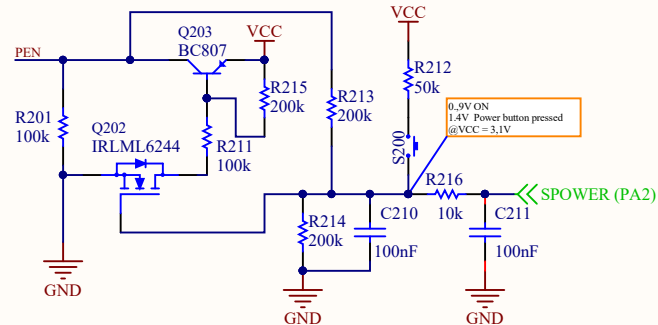 Q203
BC807
VCC
VCC
PEN
R215
200k
R213
200k
R212
50k
R201
100k
Q202
IRLML6244
R211
100k
S200
0.,9V ON
1.4V  Power button pressed
@VCC = 3,1V
R216
10k
SPOWER (PA2)
R214
200k
C210
100nF
C211
100nF
GND
GND
GND